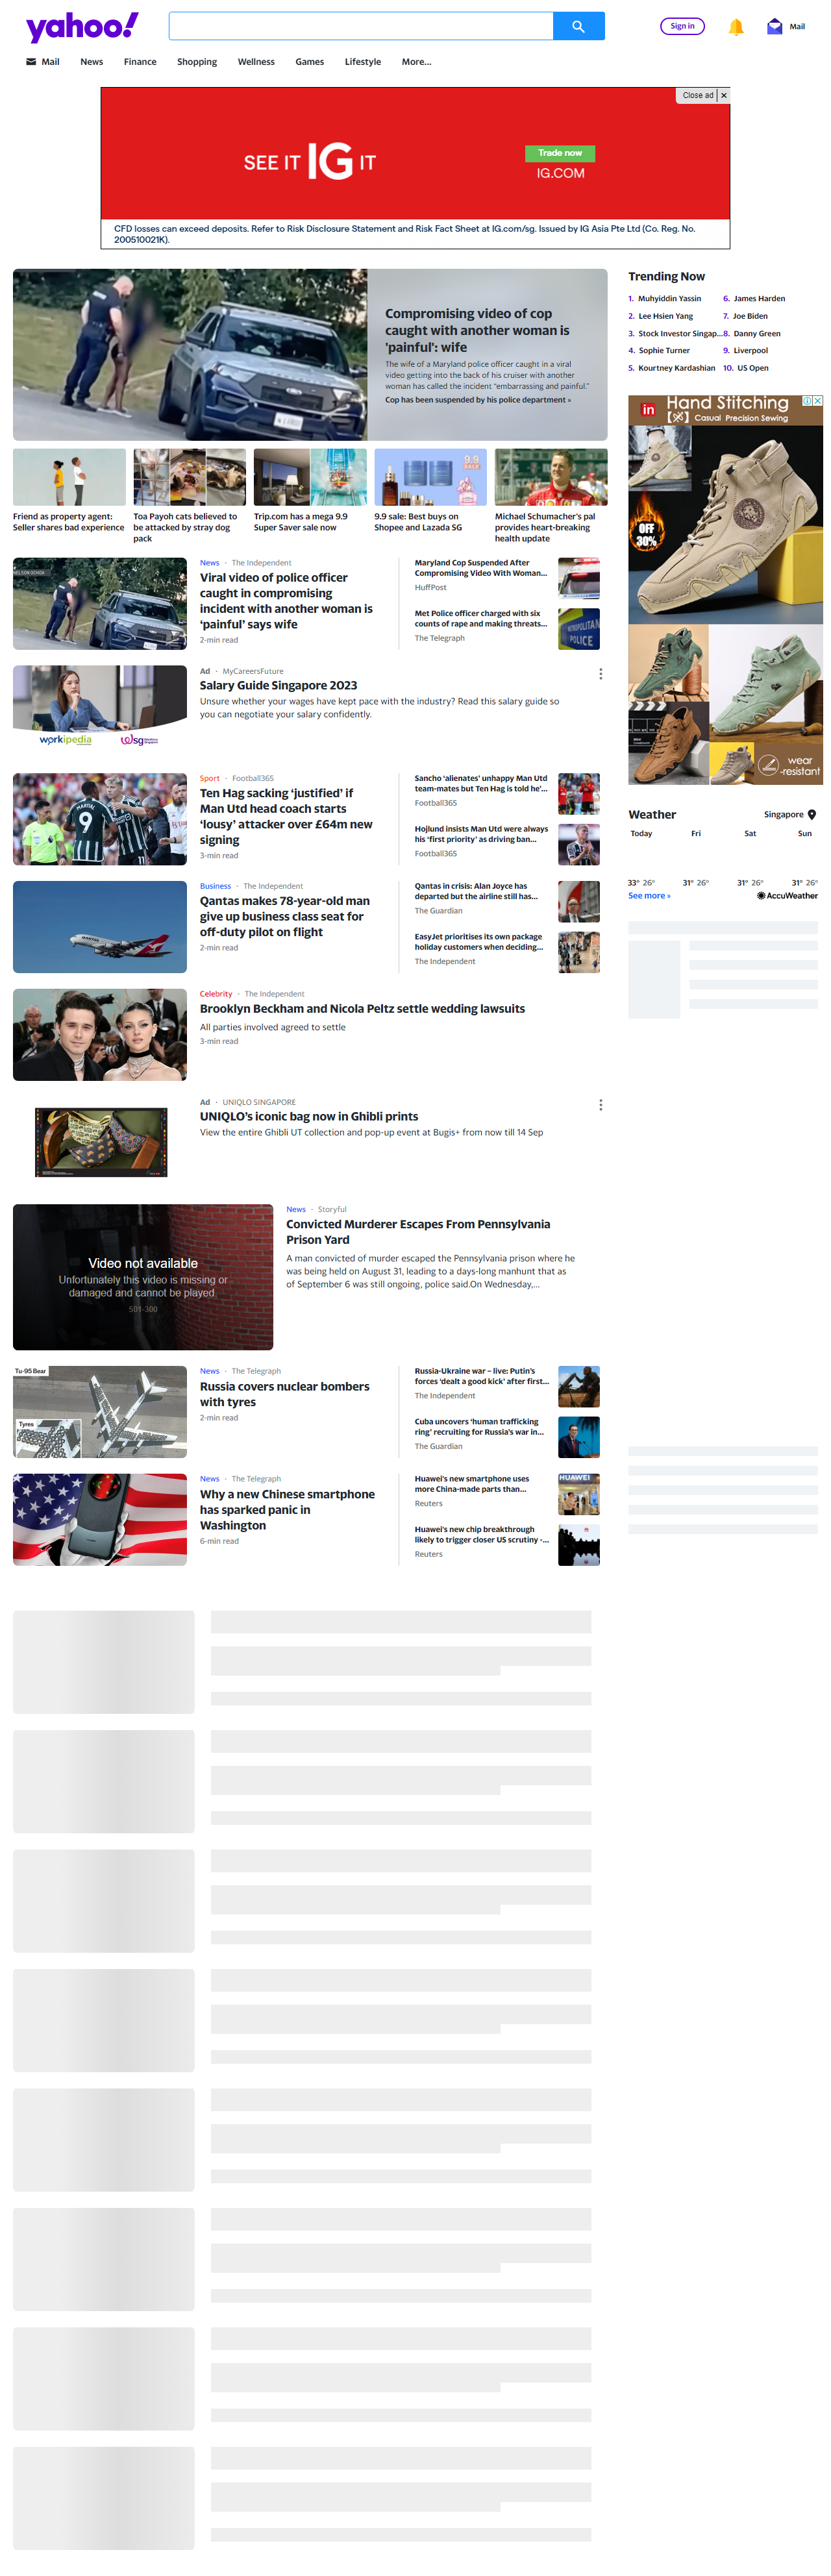 yahoo!
Sign in
Mail
Mail
News
Finance
Shopping
Wellness
Games
Lifestyle
More...
Close ad
SEE IT IG IT
Trade now
IG.COM
CFD losses can exceed deposits. Refer to Risk Disclosure Statement and Risk Fact Sheet at IG.com/sg. Issued by IG Asia Pte Ltd (Co. Reg. No.
200510021K).
Compromising video of cop
caught with another woman is
'painful': wife
The wife of a Maryland police officer caught in a viral
video getting into the back of his cruiser with another
woman has called the incident "embarrassing and painful."
Cop has been suspended by his police department »
Friend as property agent:
Seller shares bad experience
Toa Payoh cats believed to
be attacked by stray dog
pack
Trip.com has a mega 9.9
Super Saver sale now
9.9
SALE
9.9 sale: Best buys on
Shopee and Lazada SG
Michael Schumacher's pal
provides heart-breaking
health update
News · The Independent
Viral video of police officer
caught in compromising
incident with another woman is
'painful' says wife
2-min read
Maryland Cop Suspended After
Compromising Video With Woman...
HuffPost
Met Police officer charged with six
counts of rape and making threats...
The Telegraph
METROPOLITAN
POLICE
Ad · MyCareersFuture
Salary Guide Singapore 2023
Unsure whether your wages have kept pace with the industry? Read this salary guide so
you can negotiate your salary confidently.
workipedia
wsg
Sport · Football365
Ten Hag sacking 'justified' if
Man Utd head coach starts
'lousy' attacker over £64m new
signing
3-min read
MARTIAL
9
Sancho 'alienates' unhappy Man Utd
team-mates but Ten Hag is told he'...
Football365
Hojlund insists Man Utd were always
his 'first priority' as driving ban...
Football365
Business · The Independent
Qantas makes 78-year-old man
give up business class seat for
off-duty pilot on flight
2-min read
QANTAS
Qantas in crisis: Alan Joyce has
departed but the airline still has...
The Guardian
EasyJet prioritises its own package
holiday customers when deciding...
The Independent
Celebrity · The Independent
Brooklyn Beckham and Nicola Peltz settle wedding lawsuits
All parties involved agreed to settle
3-min read
Ad · UNIQLO SINGAPORE
UNIQLO's iconic bag now in Ghibli prints
View the entire Ghibli UT collection and pop-up event at Bugis+ from now till 14 Sep
Video not available
Unfortunately this video is missing or
damaged and cannot be played
501-300
News · Storyful
Convicted Murderer Escapes From Pennsylvania
Prison Yard
A man convicted of murder escaped the Pennsylvania prison where he
was being held on August 31, leading to a days-long manhunt that as
of September 6 was still ongoing, police said.On Wednesday,...
Tu-95 Bear
Tyres
News · The Telegraph
Russia covers nuclear bombers
with tyres
2-min read
Russia-Ukraine war – live: Putin's
forces 'dealt a good kick' after first...
The Independent
Cuba uncovers 'human trafficking
ring' recruiting for Russia's war in...
The Guardian
News · The Telegraph
Why a new Chinese smartphone
has sparked panic in
Washington
6-min read
Huawei's new smartphone uses
more China-made parts than...
Reuters
HUAWEI
Huawei's new chip breakthrough
likely to trigger closer US scrutiny -...
Reuters
Trending Now
1. Muhyiddin Yassin
2. Lee Hsien Yang
3. Stock Investor Singap...
4. Sophie Turner
5. Kourtney Kardashian
6. James Harden
7. Joe Biden
8. Danny Green
9. Liverpool
10. US Open
in
Hand Stitching
Casual Precision Sewing
OFF
30%
wear
-resistant
Weather
Singapore
Today Fri Sat Sun
33° 26° 31° 26° 31° 26° 31° 26°
See more »
AccuWeather